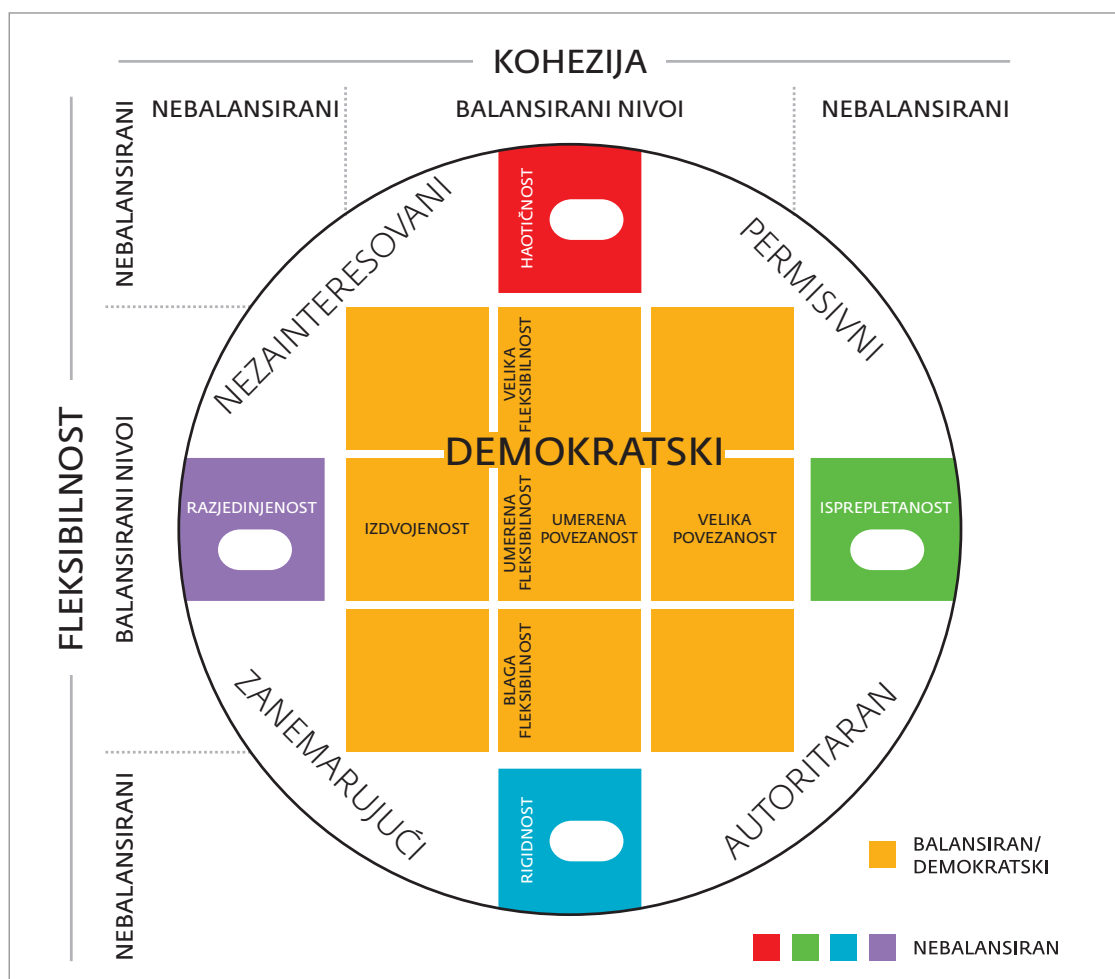 KOHEZIJA
NEBALANSIRANI
BALANSIRANI NIVOI
NEBALANSIRANI
FLEKSIBILNOST
NEBALANSIRANI
BALANSIRANI NIVOI
NEBALANSIRANI
NEZAINTERESOVANI
HAOTIČNOST
PERMISIVNI
VELIKA
FLEKSIBILNOST
DEMOKRATSKI
RAZJEDINJENOST
IZDVOJENOST
UMERENA
FLEKSIBILNOST
UMERENA
POVEZANOST
VELIKA
POVEZANOST
ISPREPLETANOST
BLAGA
FLEKSIBILNOST
ZANEMARUJUĆI
RIGIDNOST
AUTORITARAN
BALANSIRAN/
DEMOKRATSKI
NEBALANSIRAN